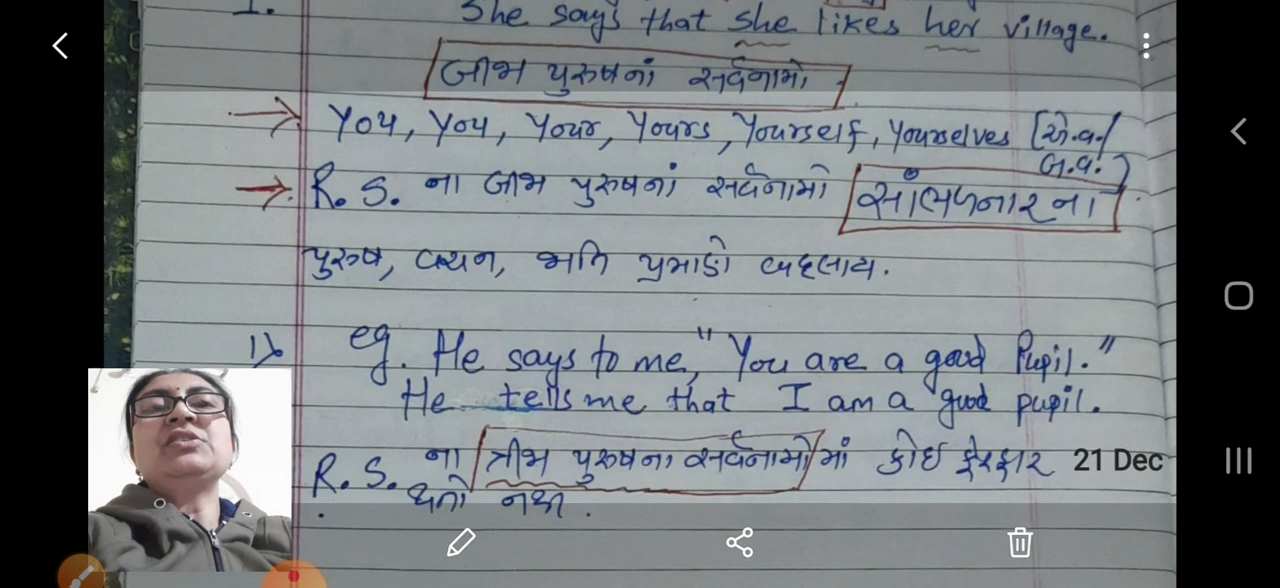 1.
She says that she likes her village.
બીજા પુરુષનાં સર્વનામો
You, You, Your, Yours, Yourself, Yourselves [એ.વ./
બ.વ.]
R. S. ના બીજા પુરુષનાં સર્વનામો સાંભળનારના
પુરુષ, વચન, જાતિ પ્રમાણે બદલાય.
1) eg. He says to me, "You are a good Pupil."
He tells me that I am a good pupil.
R. S. ના ત્રીજા પુરુષના સર્વનામોમાં કોઇ ફેરફાર
થતો નથી.
21 Dec